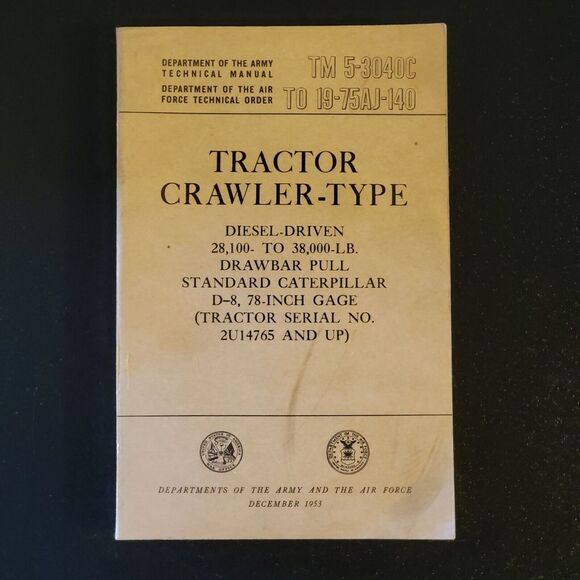 DEPARTMENT OF THE ARMY
TECHNICAL MANUAL
DEPARTMENT OF THE AIR
FORCE TECHNICAL ORDER
TM 5-3040C
TO 19-75AJ-140
TRACTOR
CRAWLER-TYPE
DIESEL-DRIVEN
28,100- TO 38,000-LB.
DRAWBAR PULL
STANDARD CATERPILLAR
D-8, 78-INCH GAGE
(TRACTOR SERIAL NO.
2U14765 AND UP)
DEPARTMENTS OF THE ARMY AND THE AIR FORCE
DECEMBER 1953